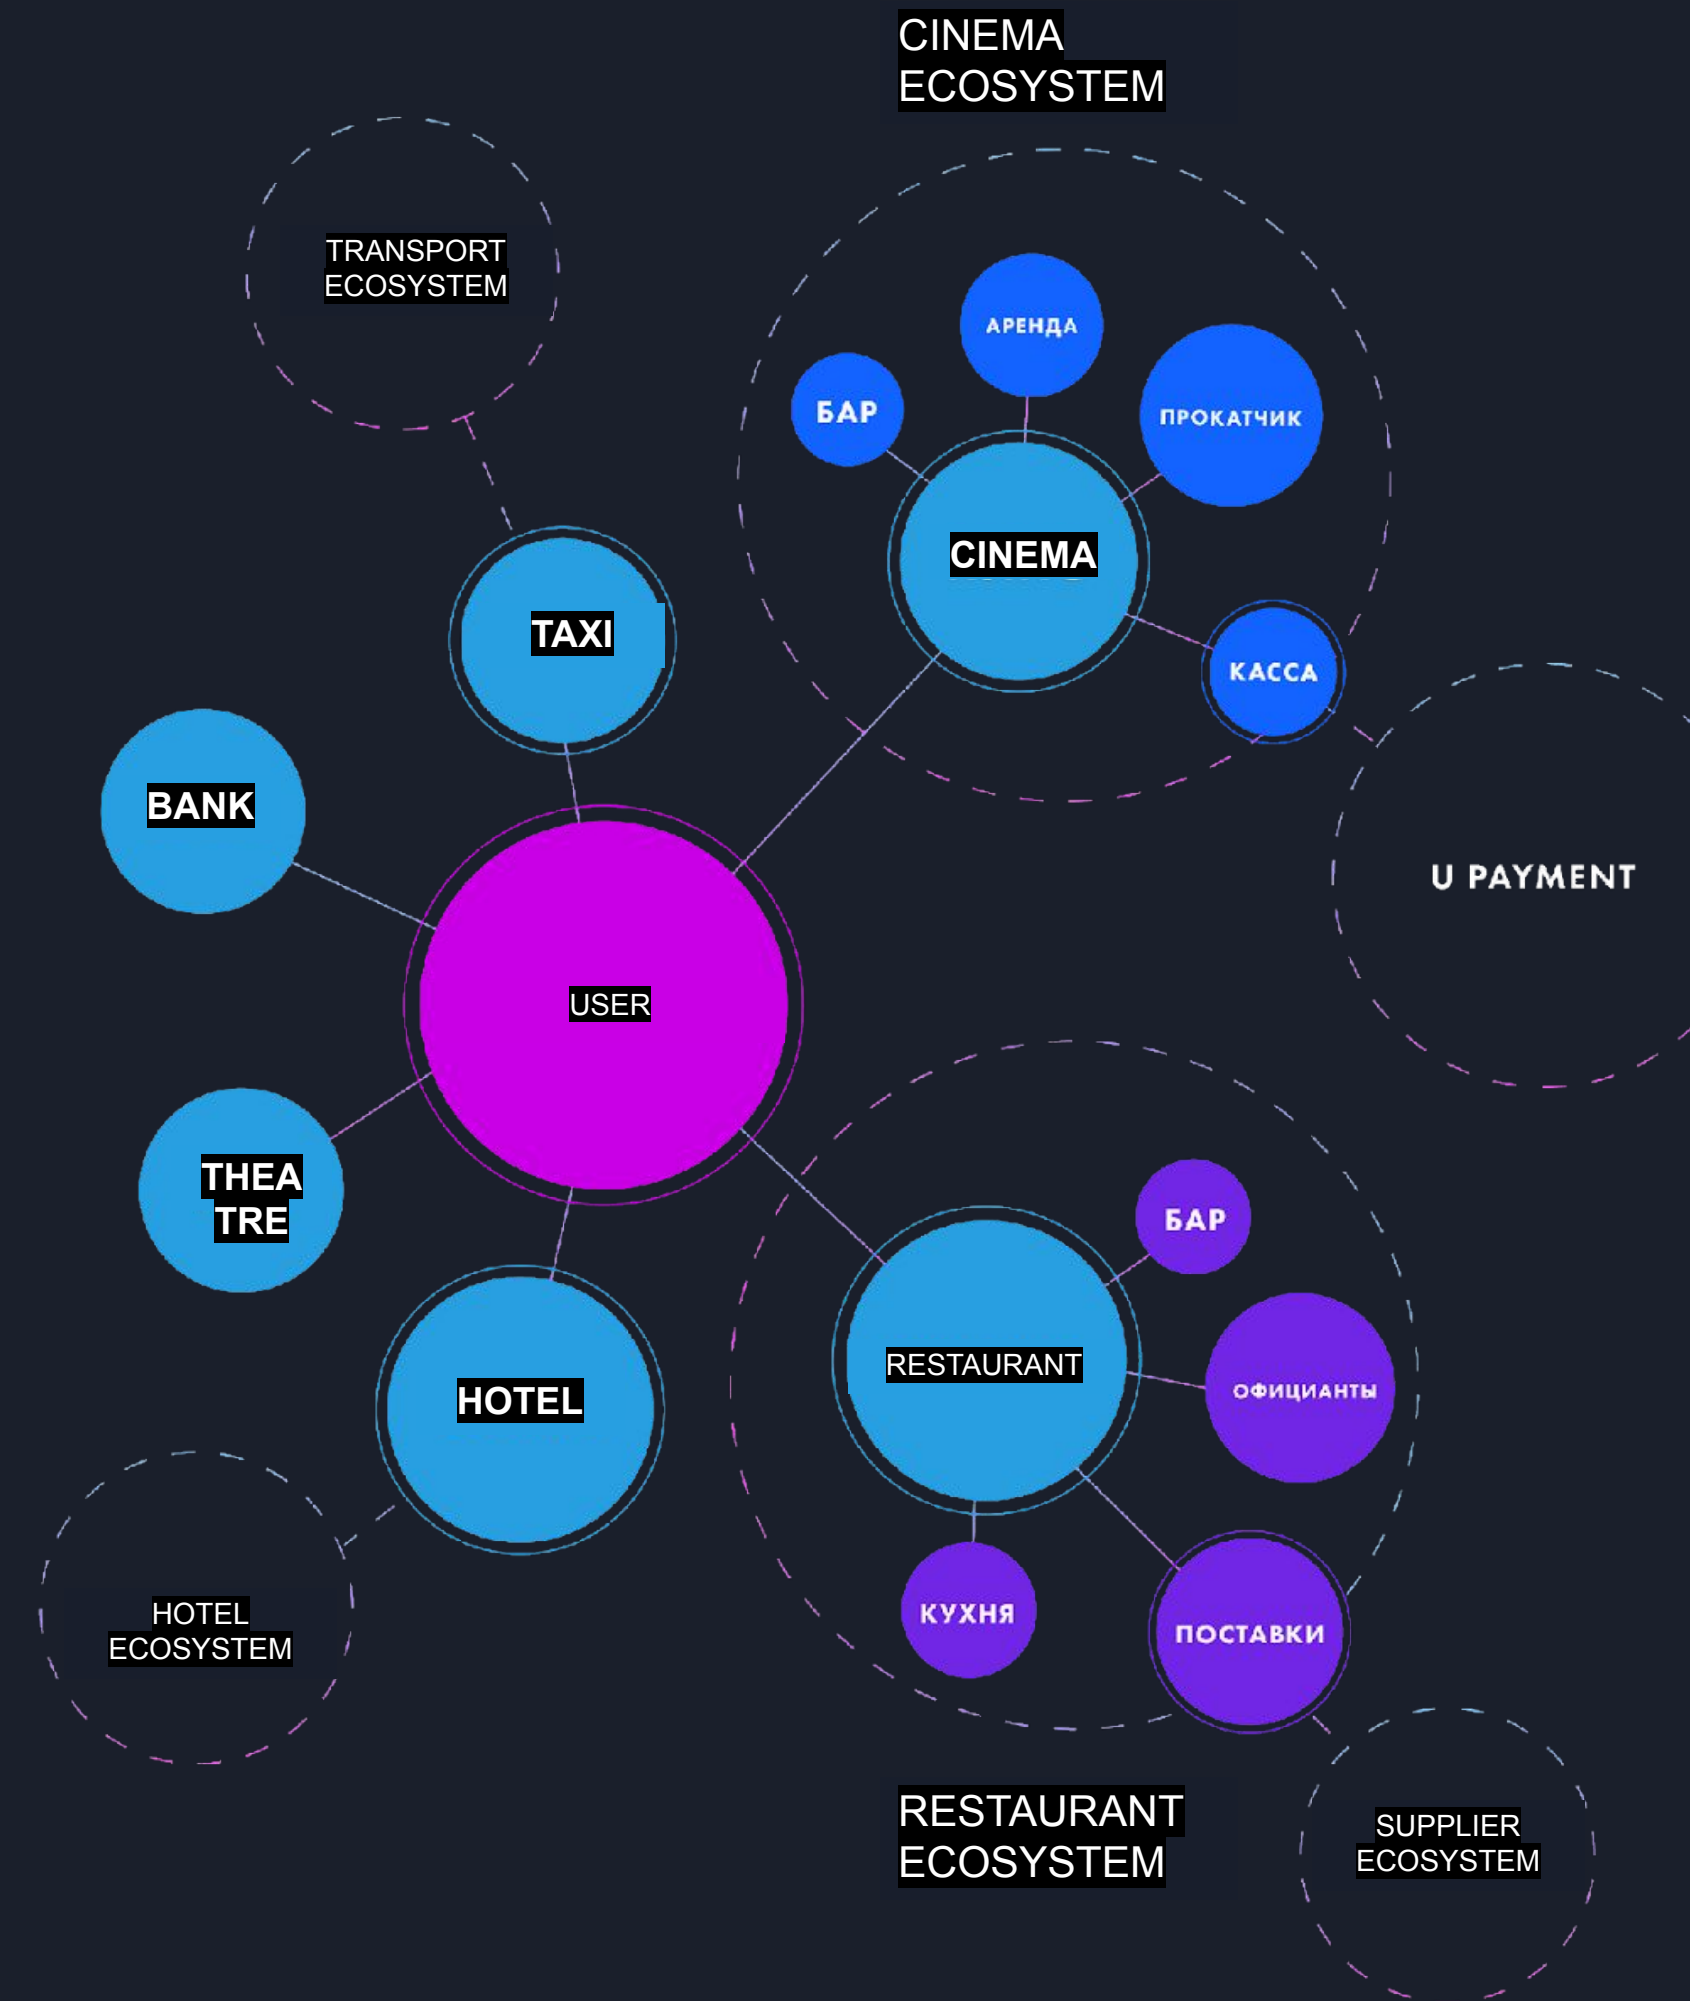 CINEMA
ECOSYSTEM
TRANSPORT
ECOSYSTEM
АРЕНДА
БАР
ПРОКАТЧИК
CINEMA
TAXI
КАССА
BANK
U PAYMENT
USER
THEA
TRE
БАР
RESTAURANT
ОФИЦИАНТЫ
HOTEL
КУХНЯ
ПОСТАВКИ
HOTEL
ECOSYSTEM
RESTAURANT
ECOSYSTEM
SUPPLIER
ECOSYSTEM